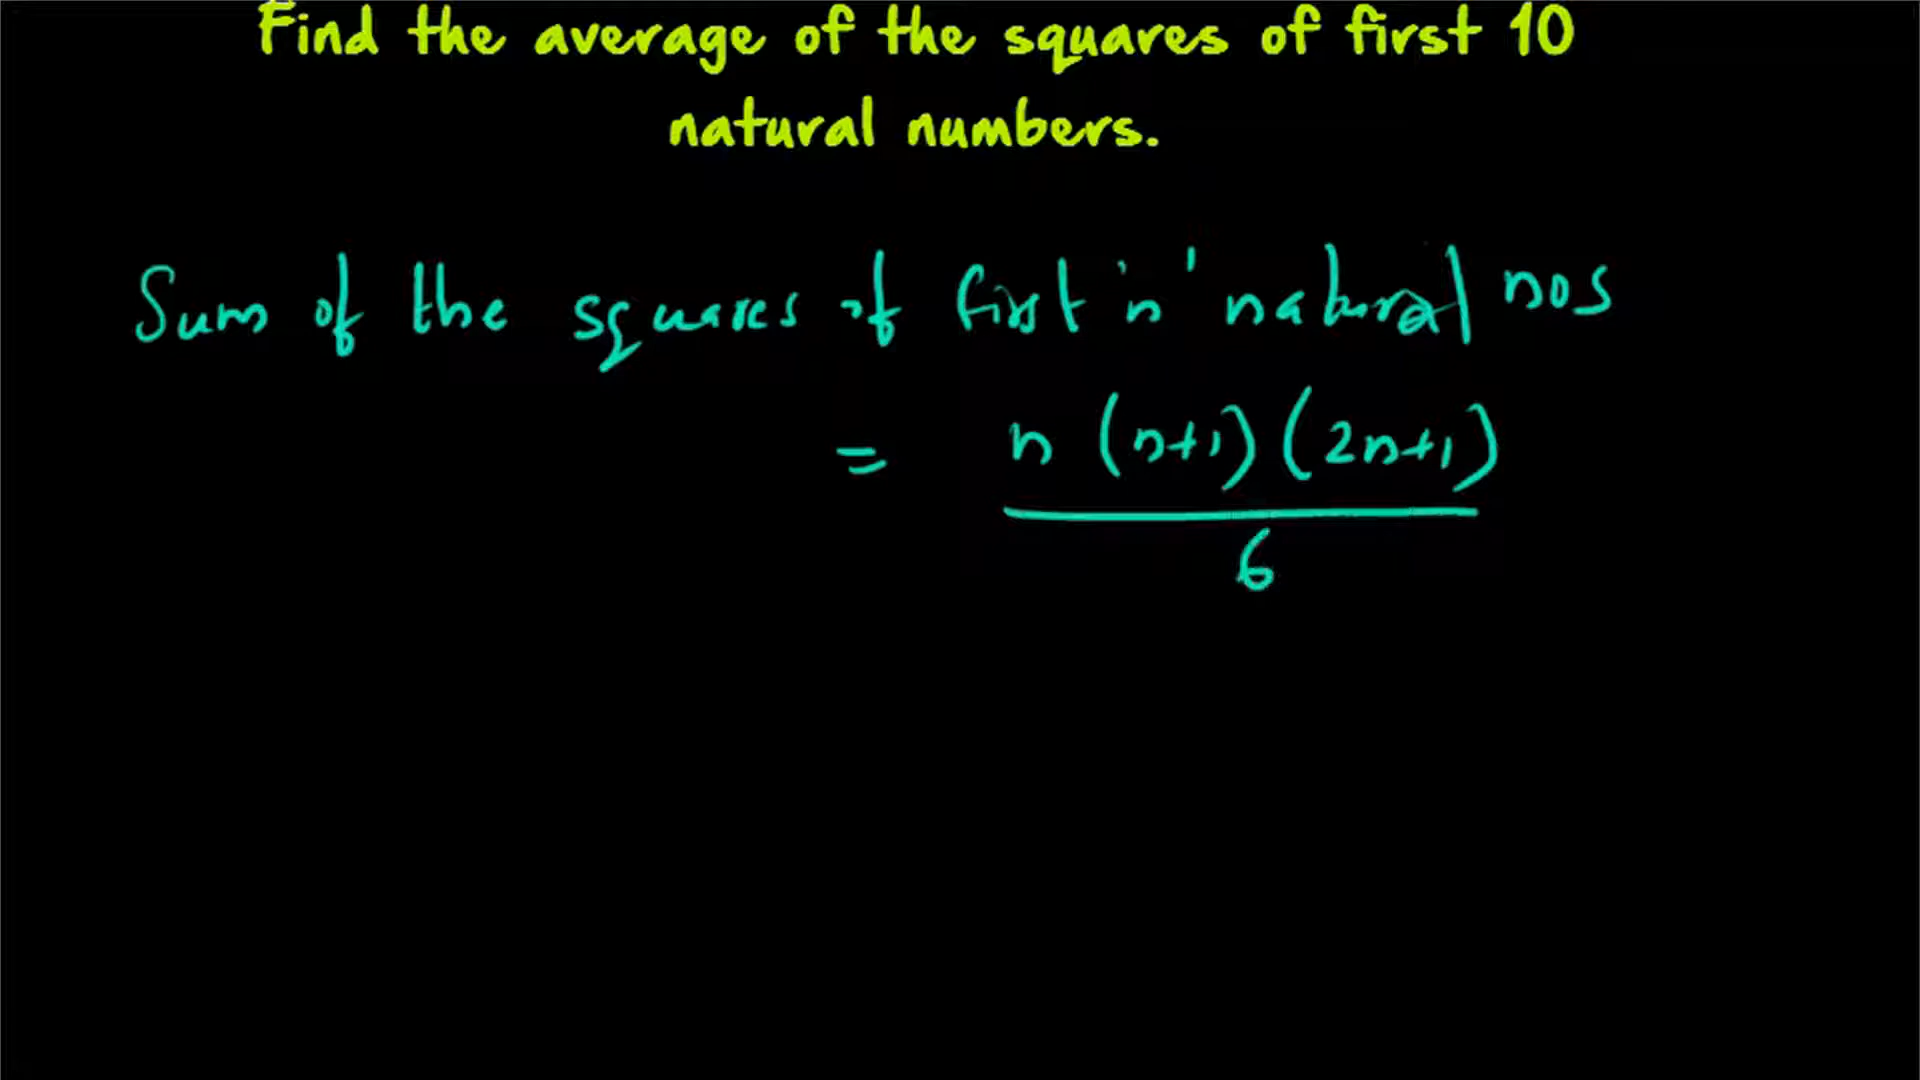 Find the average of the squares of first 10
natural numbers.
Sum of the squares of first 'n' natural nos
= n (n+1) (2n+1)
6